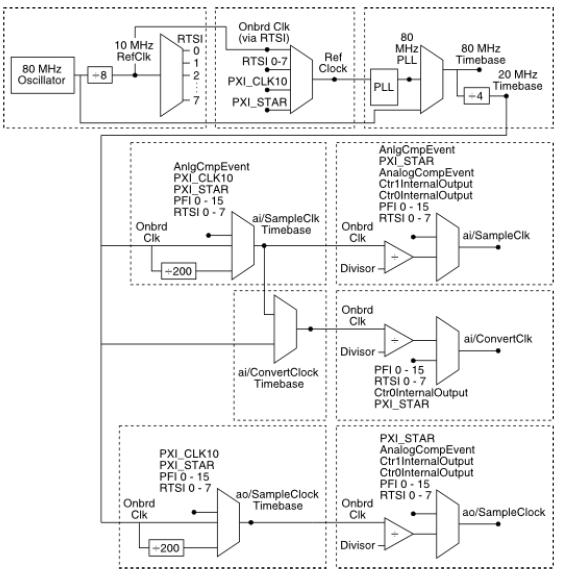 80 MHz
Oscillator
÷8
10 MHz
RefClk
RTSI
0
1
2
7
Onbrd Clk
(via RTSI)
RTSI 0-7
PXI_CLK10
PXI_STAR
Ref
Clock
PLL
80
MHz
PLL
80 MHz
Timebase
÷4
20 MHz
Timebase
AnlgCmpEvent
PXI_CLK10
PXI_STAR
PFI 0 - 15
RTSI 0 - 7
Onbrd
Clk
÷200
ai/SampleClk
Timebase
AnlgCmpEvent
PXI_STAR
AnalogCompEvent
Ctr1InternalOutput
Ctr0InternalOutput
PFI 0 - 15
RTSI 0 - 7
Onbrd
Clk
Divisor
÷
ai/SampleClk
ai/ConvertClock
Timebase
Onbrd
Clk
Divisor
÷
PFI 0 - 15
RTSI 0 - 7
Ctr0InternalOutput
PXI_STAR
ai/ConvertClk
PXI_CLK10
PXI_STAR
PFI 0 - 15
RTSI 0 - 7
Onbrd
Clk
÷200
ao/SampleClock
Timebase
PXI_STAR
AnalogCompEvent
Ctr1InternalOutput
Ctr0InternalOutput
PFI 0 - 15
RTSI 0 - 7
Onbrd
Clk
Divisor
÷
ao/SampleClock